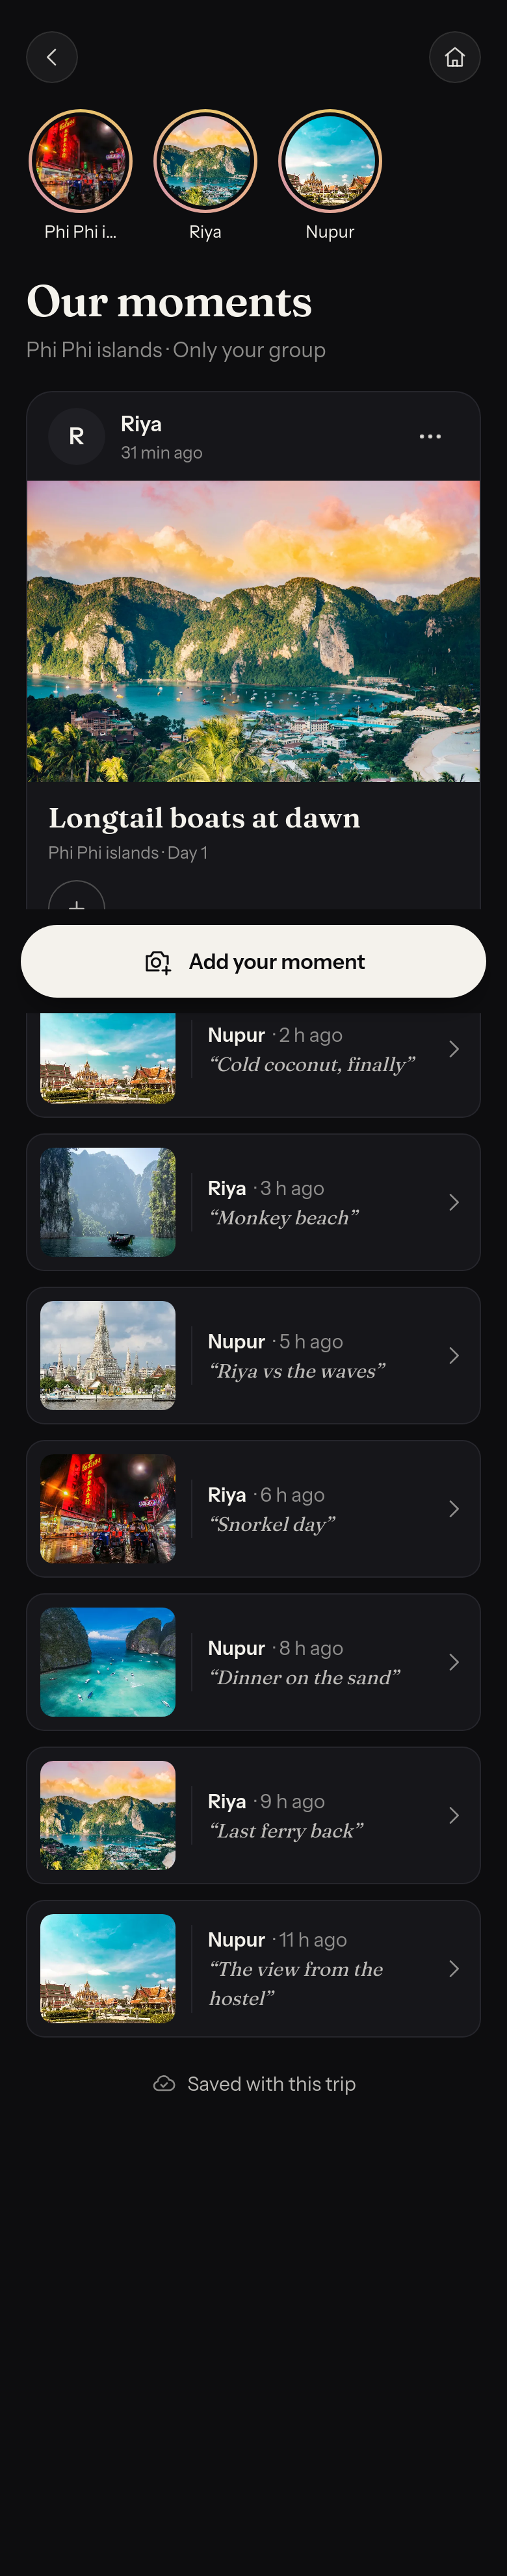 Phi Phi i...
Riya
Nupur
Our moments
Phi Phi islands · Only your group
R
Riya
31 min ago
Longtail boats at dawn
Phi Phi islands · Day 1
Add your moment
Nupur · 2 h ago
“Cold coconut, finally”
Riya · 3 h ago
“Monkey beach”
Nupur · 5 h ago
“Riya vs the waves”
Riya · 6 h ago
“Snorkel day”
Nupur · 8 h ago
“Dinner on the sand”
Riya · 9 h ago
“Last ferry back”
Nupur · 11 h ago
“The view from the
hostel”
Saved with this trip